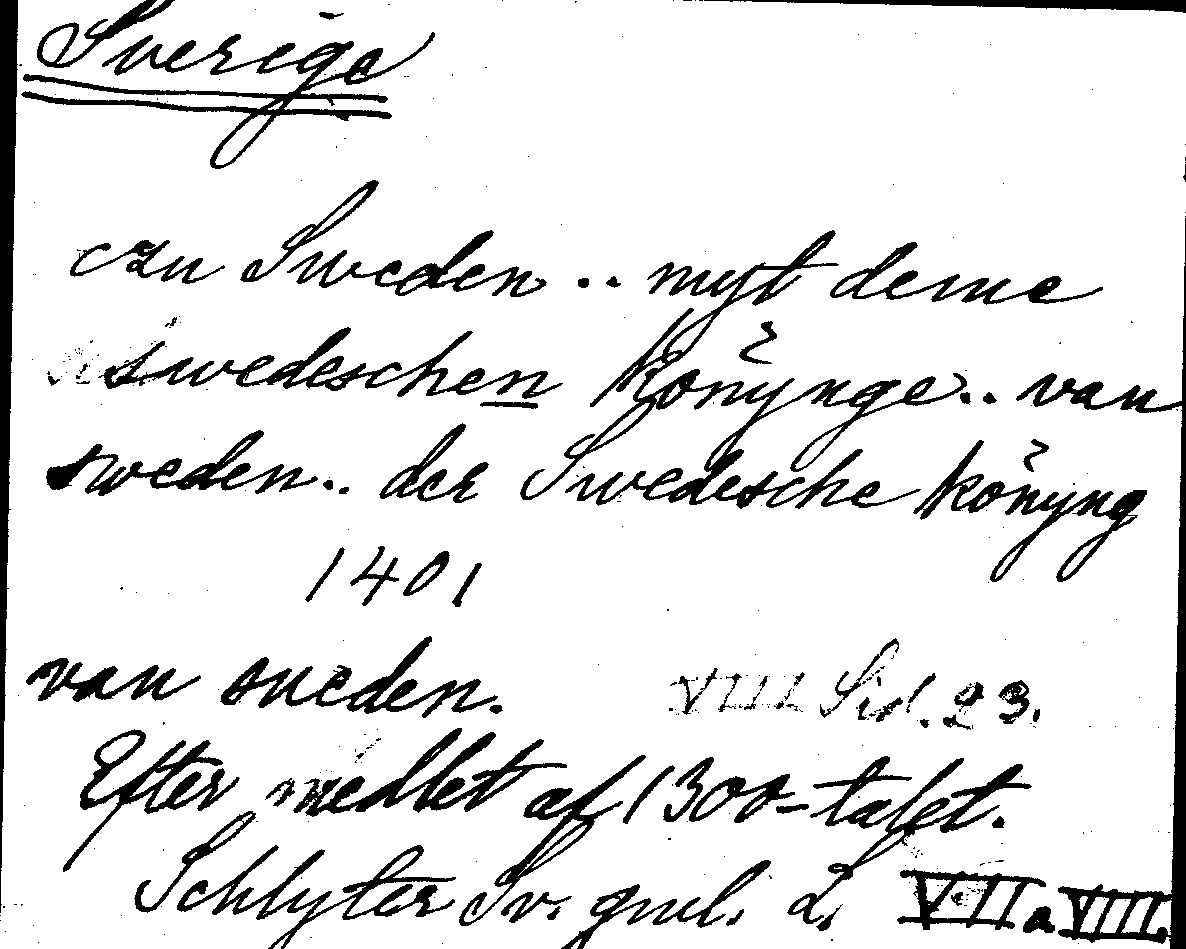 Sverige
czu Sweden .. myt deme
swedeschen konynge .. van
sweden .. der Swedesche konyng
1401
van sueden. VIII Sid. 23.
Efter medlet af 1300-talet.
Schlyter Sv. gml. L. VII a VIII.